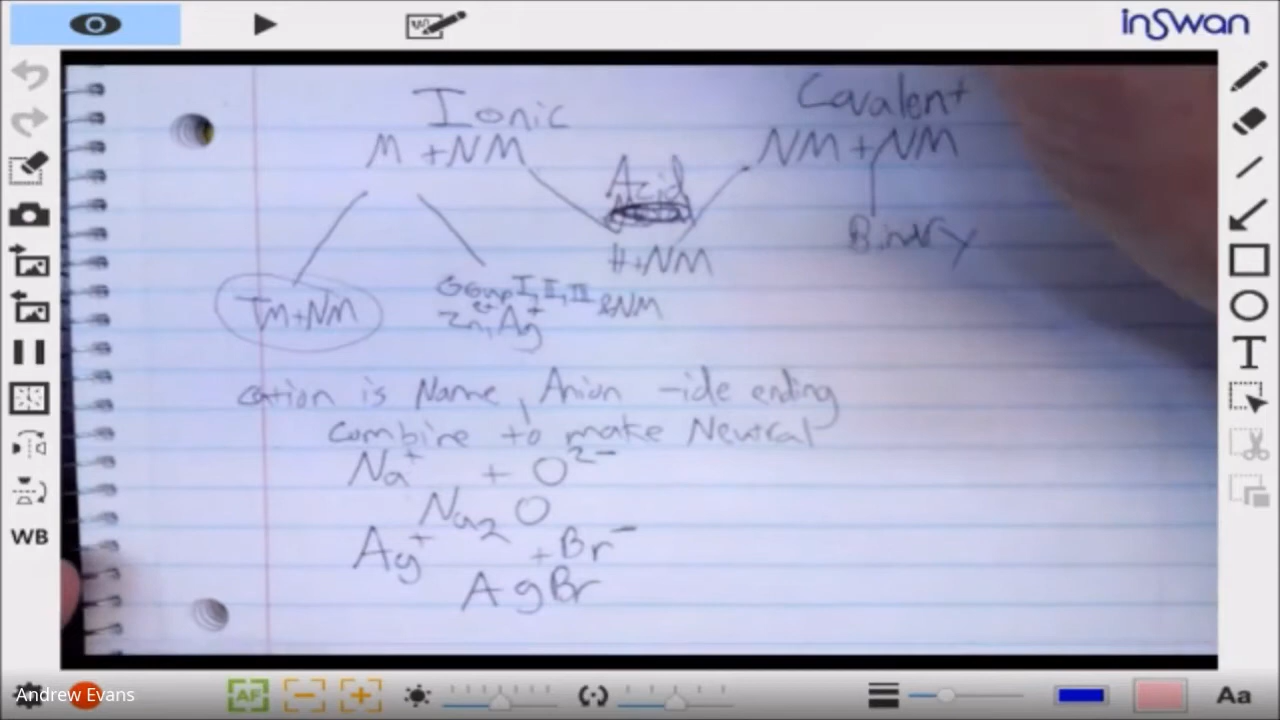 inSwan
Ionic
Covalent
M + NM
NM + NM
Acid
Binary
H+NM
TM+NM
Group I, II, III &NM
Zn, Ag+
cation is Name, Anion -ide ending
Combine to make Neutral
Na+ + O2-
Na2O
Ag+ + Br-
AgBr
WB
T
Andrew Evans
AF
Aa